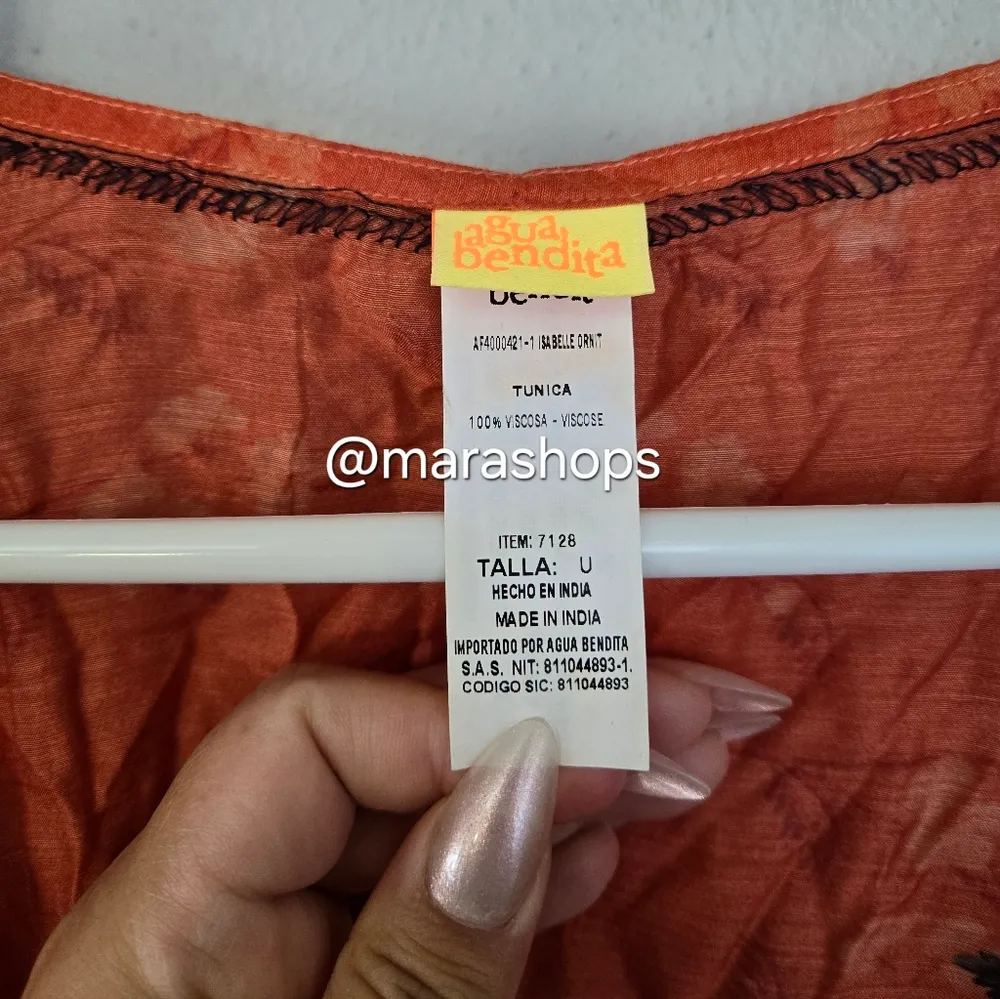 agua
bendita
AF4000421-1 ISABELLE ORNIT
TUNICA
100% VISCOSA - VISCOSE
@marashops
ITEM: 7128
TALLA: U
HECHO EN INDIA
MADE IN INDIA
IMPORTADO POR AGUA BENDITA
S.A.S. NIT: 811044893-1.
CODIGO SIC: 811044893